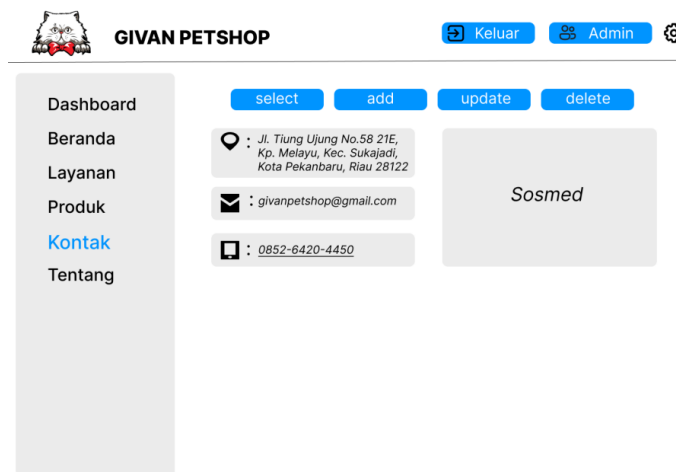 GIVAN PETSHOP
Keluar
Admin
Dashboard
Beranda
Layanan
Produk
Kontak
Tentang
select
add
update
delete
: Jl. Tiung Ujung No.58 21E,
Kp. Melayu, Kec. Sukajadi,
Kota Pekanbaru, Riau 28122
: givanpetshop@gmail.com
: 0852-6420-4450
Sosmed